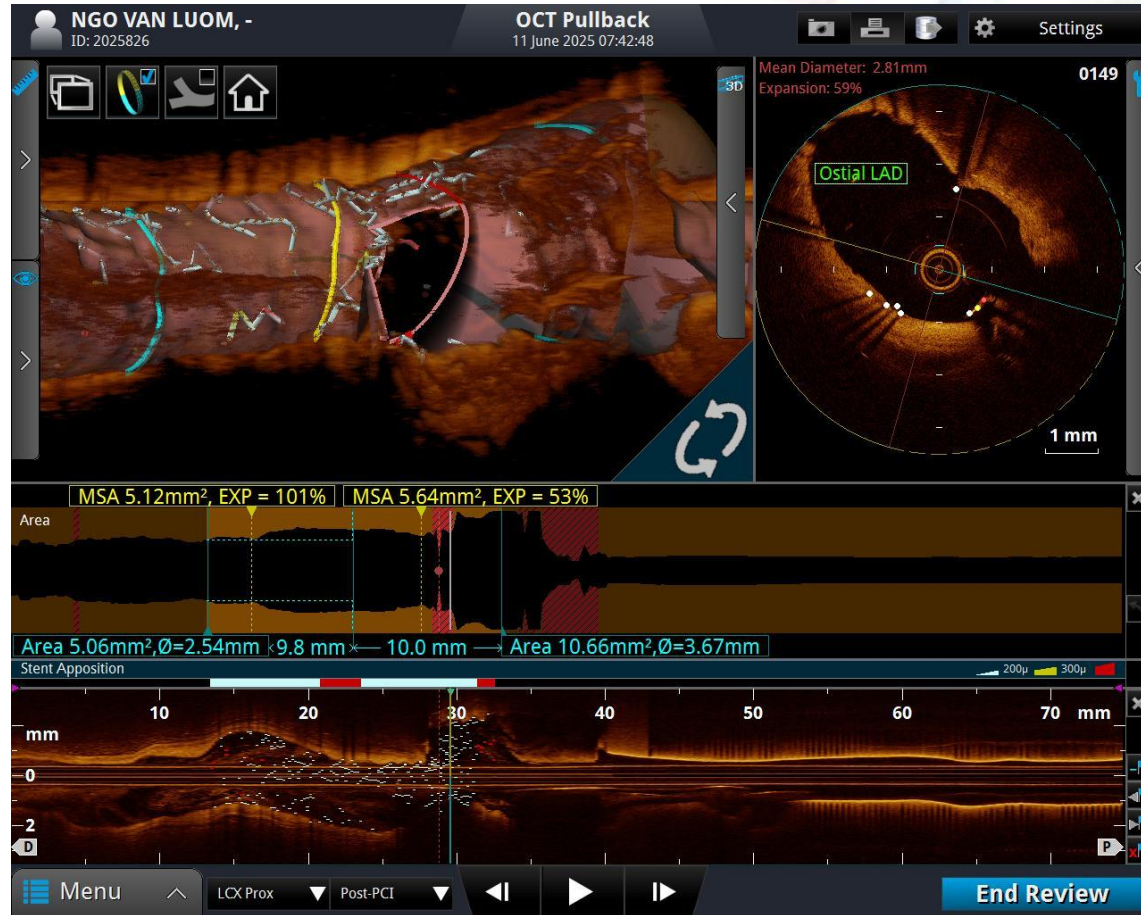 NGO VAN LUOM, -
ID: 2025826
OCT Pullback
11 June 2025 07:42:48
Settings
3D
Mean Diameter: 2.81mm
Expansion: 59%
0149
Ostial LAD
1 mm
MSA 5.12mm², EXP = 101%
MSA 5.64mm², EXP = 53%
Area
Area 5.06mm²,Ø=2.54mm
9.8 mm
10.0 mm
Area 10.66mm²,Ø=3.67mm
Stent Apposition
200µ
300µ
10 20 30 40 50 60 70 mm
mm
0
2
D
P
Menu
LCX Prox
Post-PCI
End Review